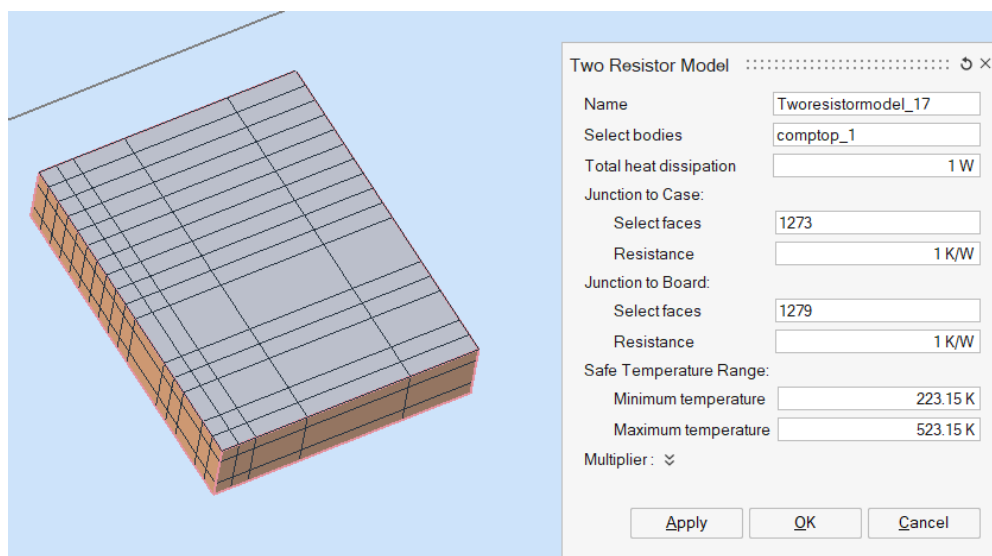 Two Resistor Model
Name Tworesistormodel_17
Select bodies comptop_1
Total heat dissipation 1 W
Junction to Case:
Select faces 1273
Resistance 1 K/W
Junction to Board:
Select faces 1279
Resistance 1 K/W
Safe Temperature Range:
Minimum temperature 223.15 K
Maximum temperature 523.15 K
Multiplier :
Apply OK Cancel